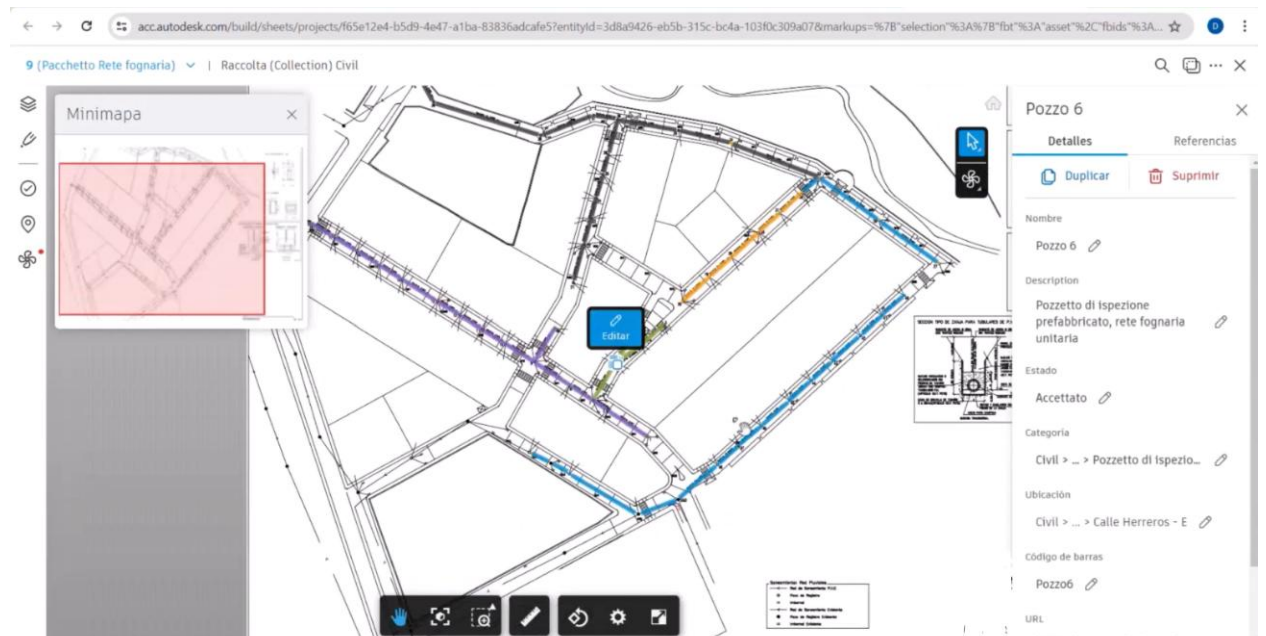 acc.autodesk.com/build/sheets/projects/f65e12e4-b5d9-4e47-a1ba-83836adcafe5?entityId=3d8a9426-eb5b-315c-bc4a-103f0c309a07&markups=%7B"selection"%3A%7B"fbt"%3A"asset"%2C"fbids"%3A...
D
9 (Pacchetto Rete fognaria) | Raccolta (Collection) Civil
Minimapa
Editar
Pozzo 6
Detalles
Referencias
Duplicar
Suprimir
Nombre
Pozzo 6
Description
Pozzetto di ispezione
prefabbricato, rete fognaria
unitaria
Estado
Accettato
Categoría
Civil > ... > Pozzetto di ispezio...
Ubicación
Civil > ... > Calle Herreros - E
Código de barras
Pozzo6
URL